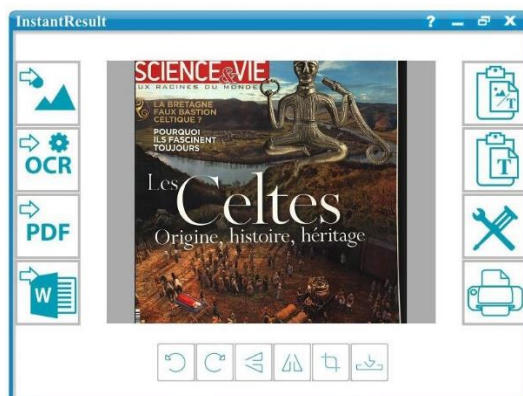 InstantResult
?
SCIENCE&VIE
UX RACINES DU MONDE
LA BRETAGNE
FAUX BASTION
CELTIQUE ?
POURQUOI
ILS FASCINENT
TOUJOURS
Les Celtes
Origine, histoire, héritage
OCR
PDF
W
T
T